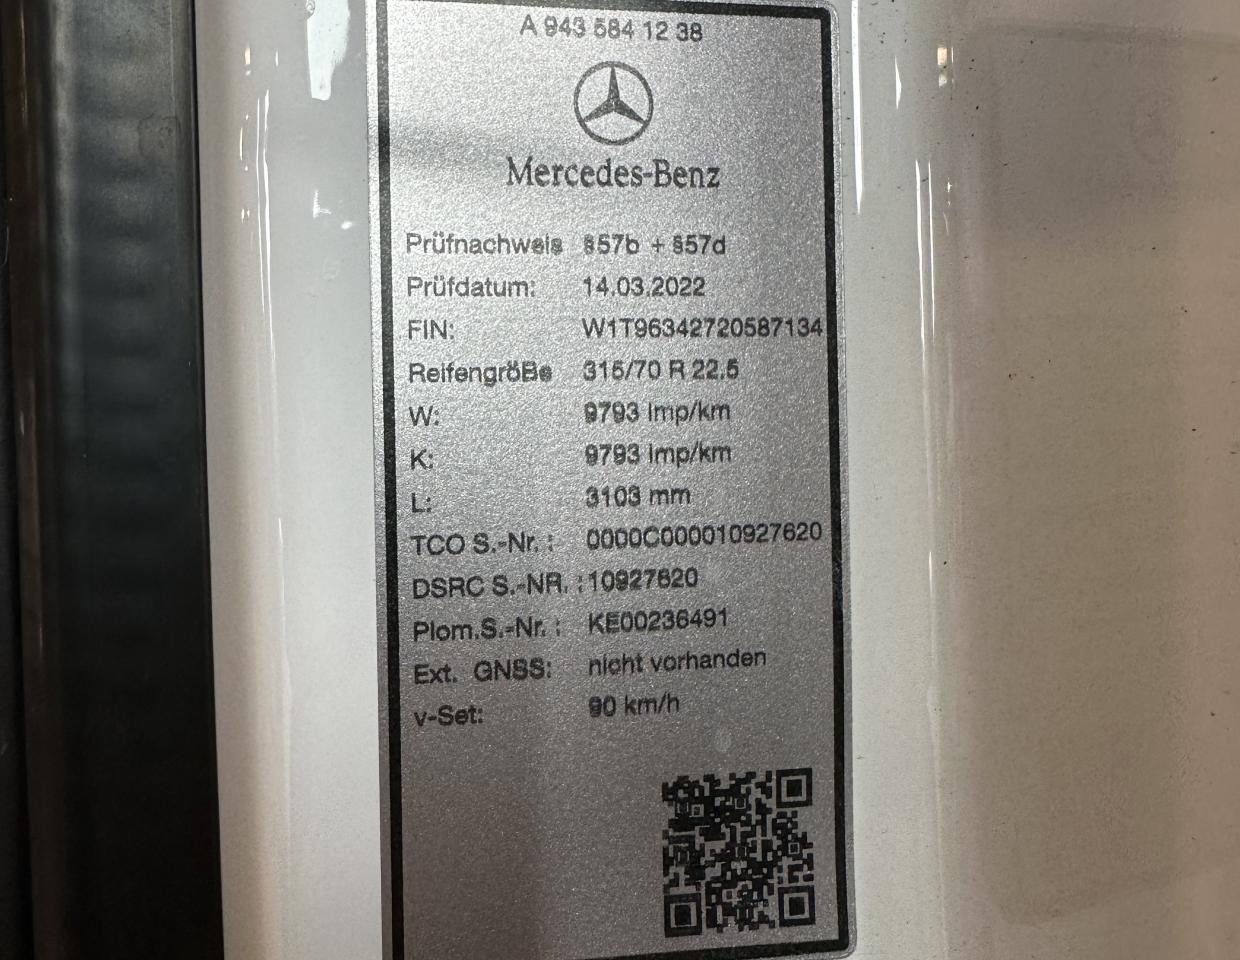 A 943 584 12 38
Mercedes-Benz
Prüfnachweis §57b + §57d
Prüfdatum: 14.03.2022
FIN: W1T96342720587134
Reifengröße 315/70 R 22.5
W: 9793 Imp/km
K: 9793 Imp/km
L: 3103 mm
TCO S.-Nr. : 0000C000010927620
DSRC S.-NR. : 10927620
Plom.S.-Nr. : KE00236491
Ext. GNSS: nicht vorhanden
v-Set: 90 km/h